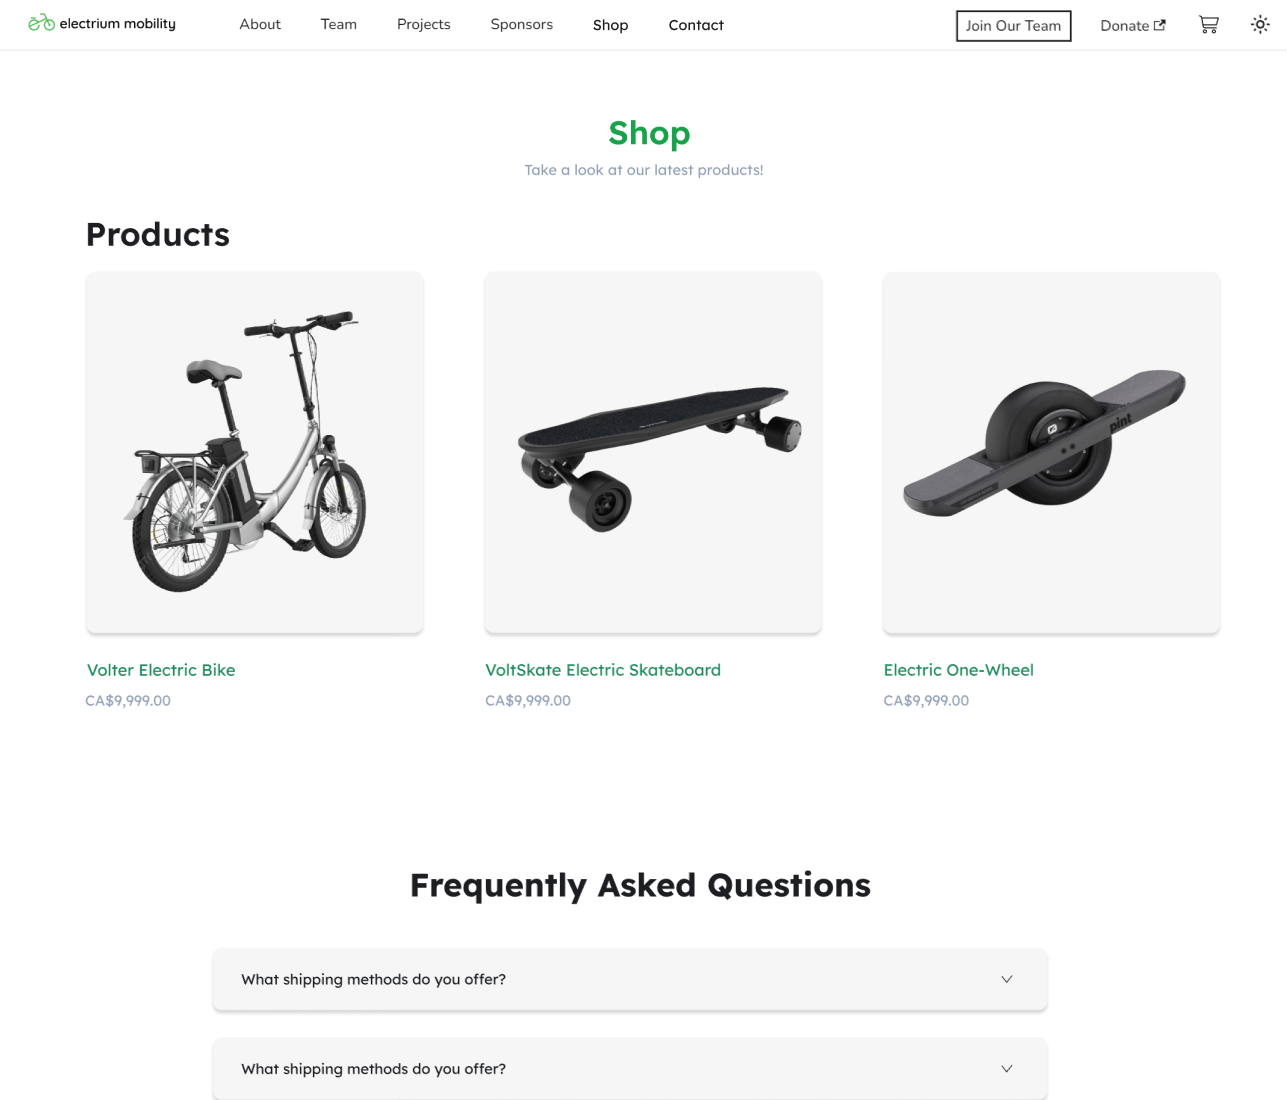 electrium mobility
About
Team
Projects
Sponsors
Shop
Contact
Join Our Team
Donate
Shop
Take a look at our latest products!
Products
pint
Volter Electric Bike
CA$9,999.00
VoltSkate Electric Skateboard
CA$9,999.00
Electric One-Wheel
CA$9,999.00
Frequently Asked Questions
What shipping methods do you offer?
What shipping methods do you offer?